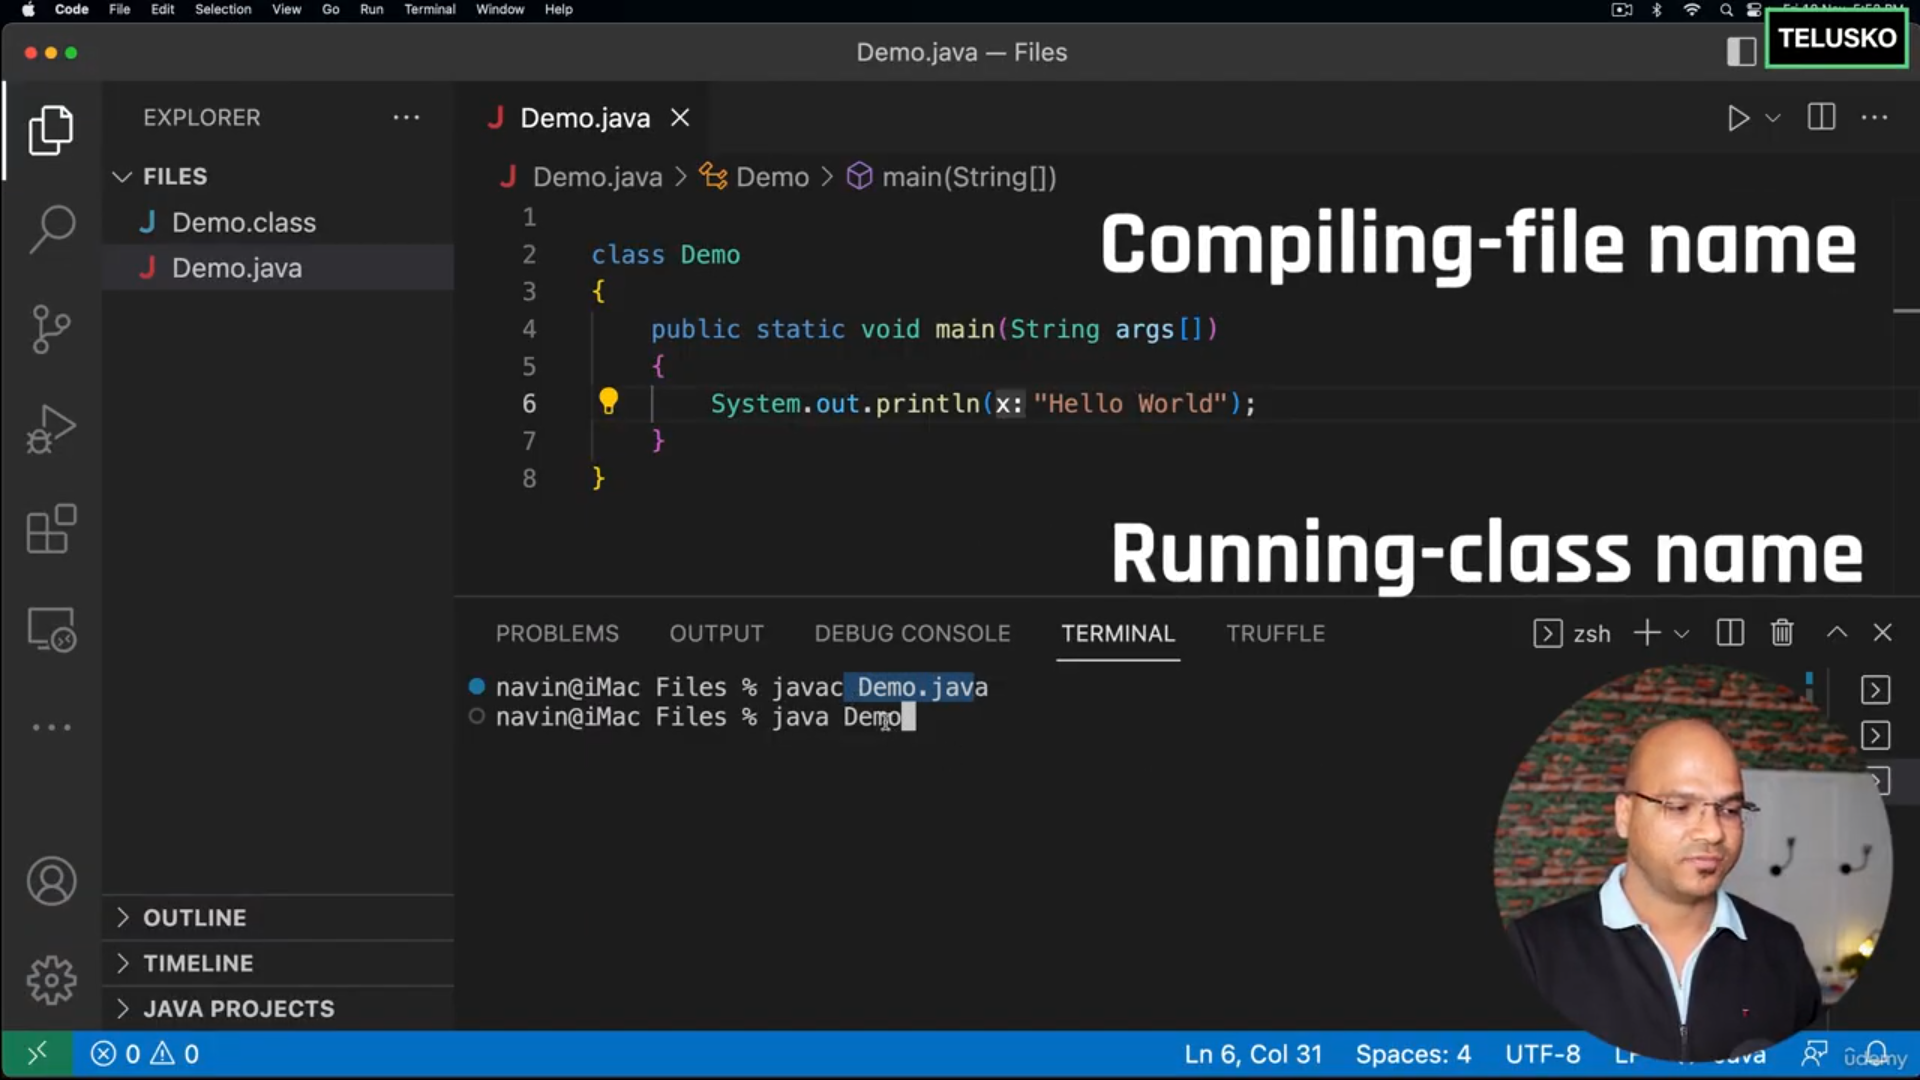 Code File Edit Selection View Go Run Terminal Window Help
TELUSKO
Demo.java — Files
EXPLORER
FILES
Demo.class
Demo.java
Demo.java
Demo.java > Demo > main(String[])
1
2 class Demo
3 {
4 public static void main(String args[])
5 {
6 System.out.println(x: "Hello World");
7 }
8 }
Compiling-file name
Running-class name
PROBLEMS OUTPUT DEBUG CONSOLE TERMINAL TRUFFLE
zsh
navin@iMac Files % javac Demo.java
navin@iMac Files % java Demo
OUTLINE
TIMELINE
JAVA PROJECTS
0 0
Ln 6, Col 31 Spaces: 4 UTF-8
udemy